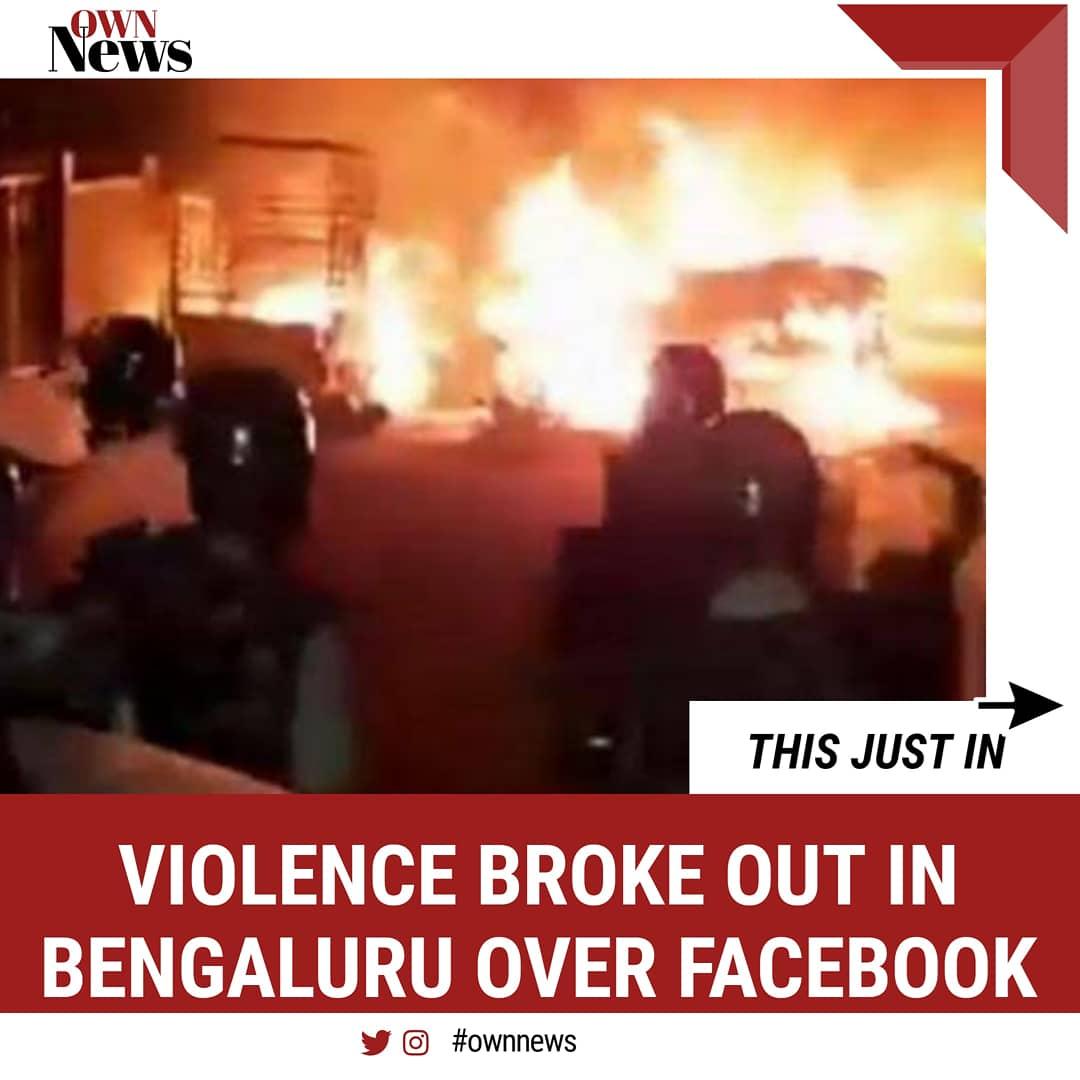 OWN
News
THIS JUST IN
VIOLENCE BROKE OUT IN
BENGALURU OVER FACEBOOK
#ownnews